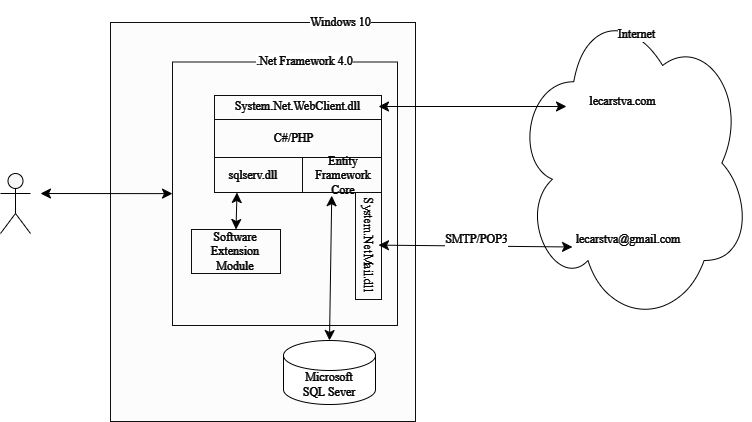 Windows 10
Internet
.Net Framework 4.0
System.Net.WebClient.dll
lecarstva.com
C#/PHP
sqlserv.dll
Entity
Framework
Core
System.Net.Mail.dll
Software
Extension
Module
SMTP/POP3
lecarstva@gmail.com
Microsoft
SQL Sever